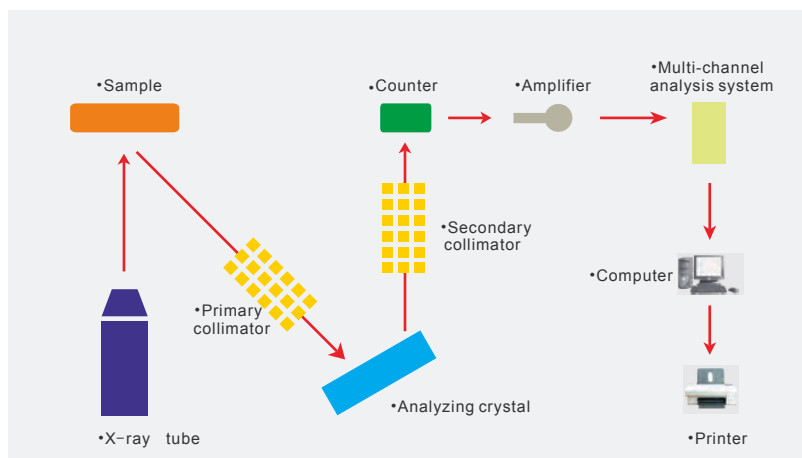 •Sample
•Counter
•Amplifier
•Multi-channel
analysis system
•Secondary
collimator
•Computer
•Primary
collimator
•Analyzing crystal
•X-ray tube
•Printer